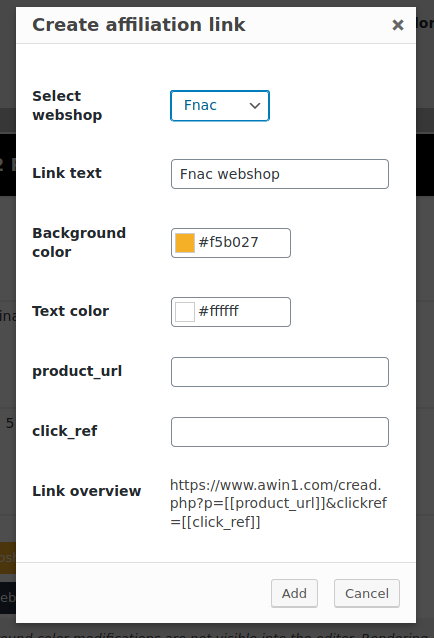 Create affiliation link ×
Select
webshop
Fnac
Link text
Fnac webshop
Background
color
#f5b027
Text color
#ffffff
product_url
click_ref
Link overview
https://www.awin1.com/cread.
php?p=[[product_url]]&clickref
=[[click_ref]]
5
Add
Cancel